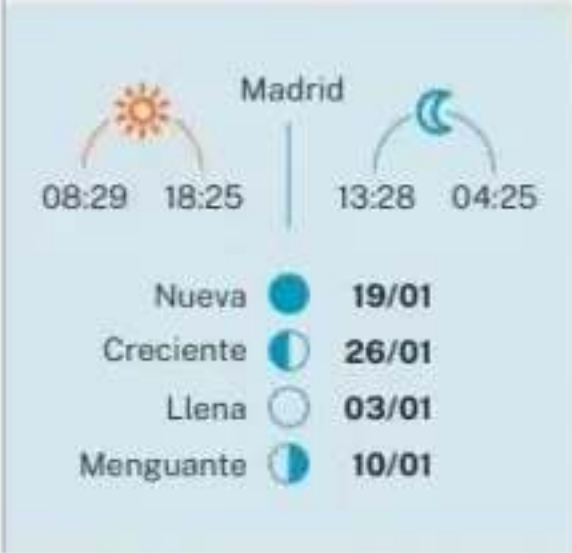 Madrid
08:29 18:25 13:28 04:25
Nueva 19/01
Creciente 26/01
Llena 03/01
Menguante 10/01